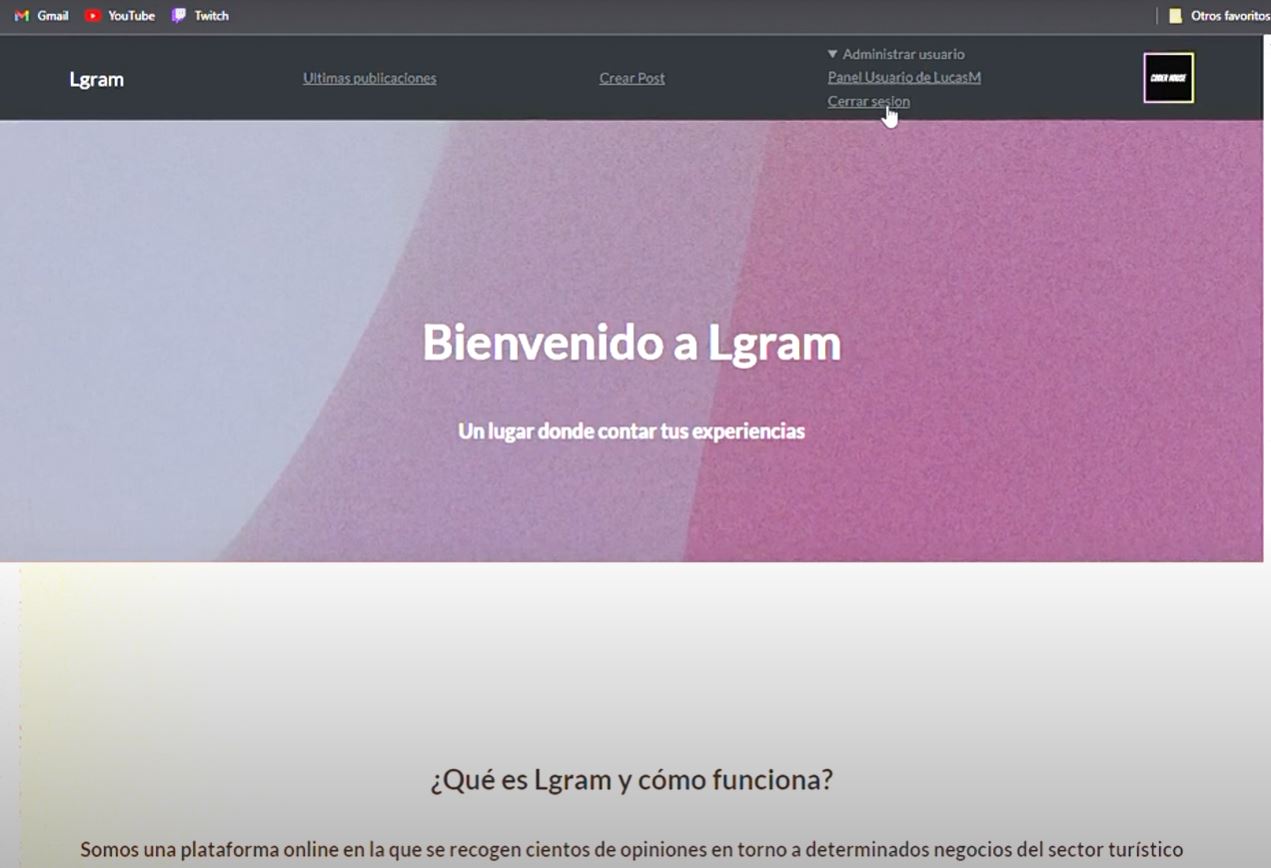 Gmail YouTube Twitch Otros favoritos
Lgram Ultimas publicaciones Crear Post
▼ Administrar usuario
Panel Usuario de LucasM
Cerrar sesion
CODER HOUSE
Bienvenido a Lgram
Un lugar donde contar tus experiencias
¿Qué es Lgram y cómo funciona?
Somos una plataforma online en la que se recogen cientos de opiniones en torno a determinados negocios del sector turístico